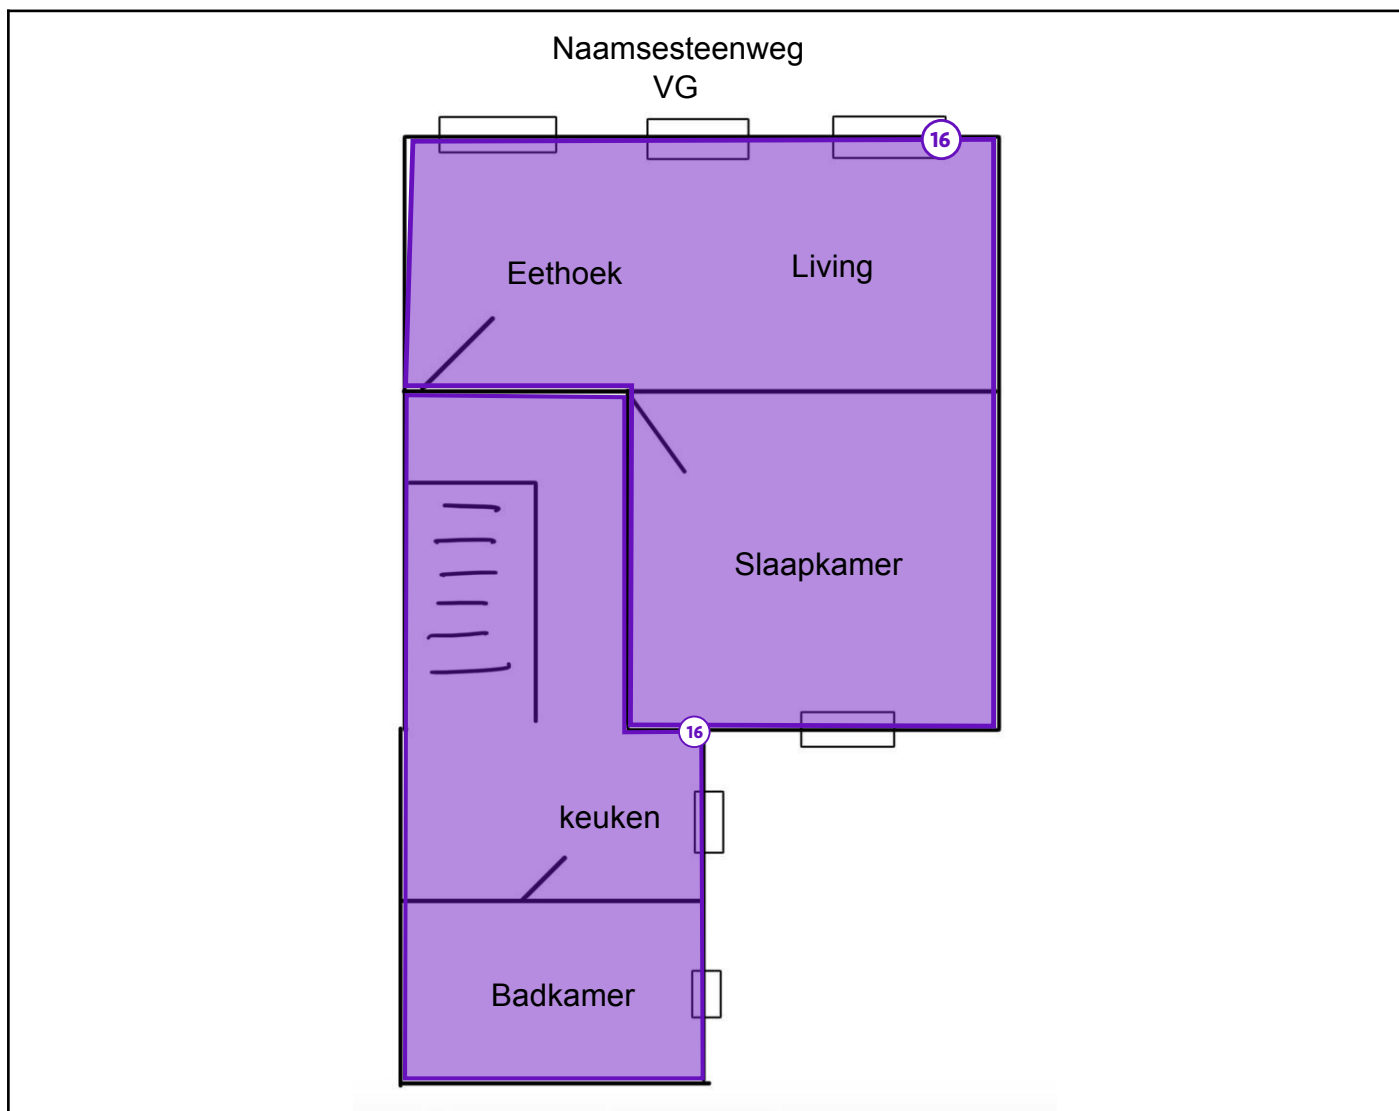 Naamsesteenweg
VG
16
Eethoek
Living
Slaapkamer
16
keuken
Badkamer